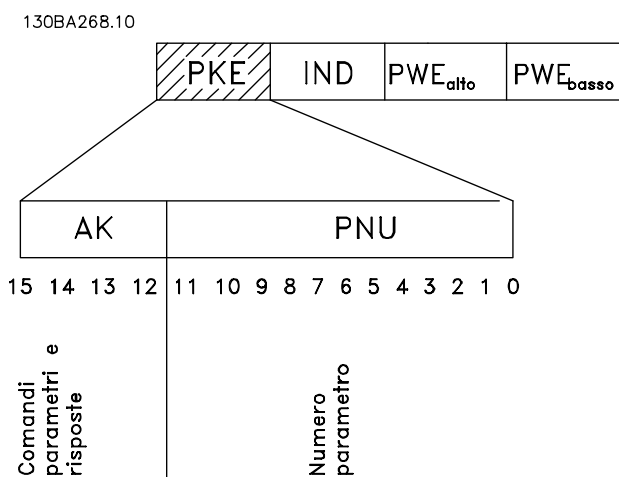 130BA268.10
PKE IND PWEalto PWEbasso
AK PNU
15 14 13 12 11 10 9 8 7 6 5 4 3 2 1 0
Comandi
parametri e
risposte
Numero
parametro